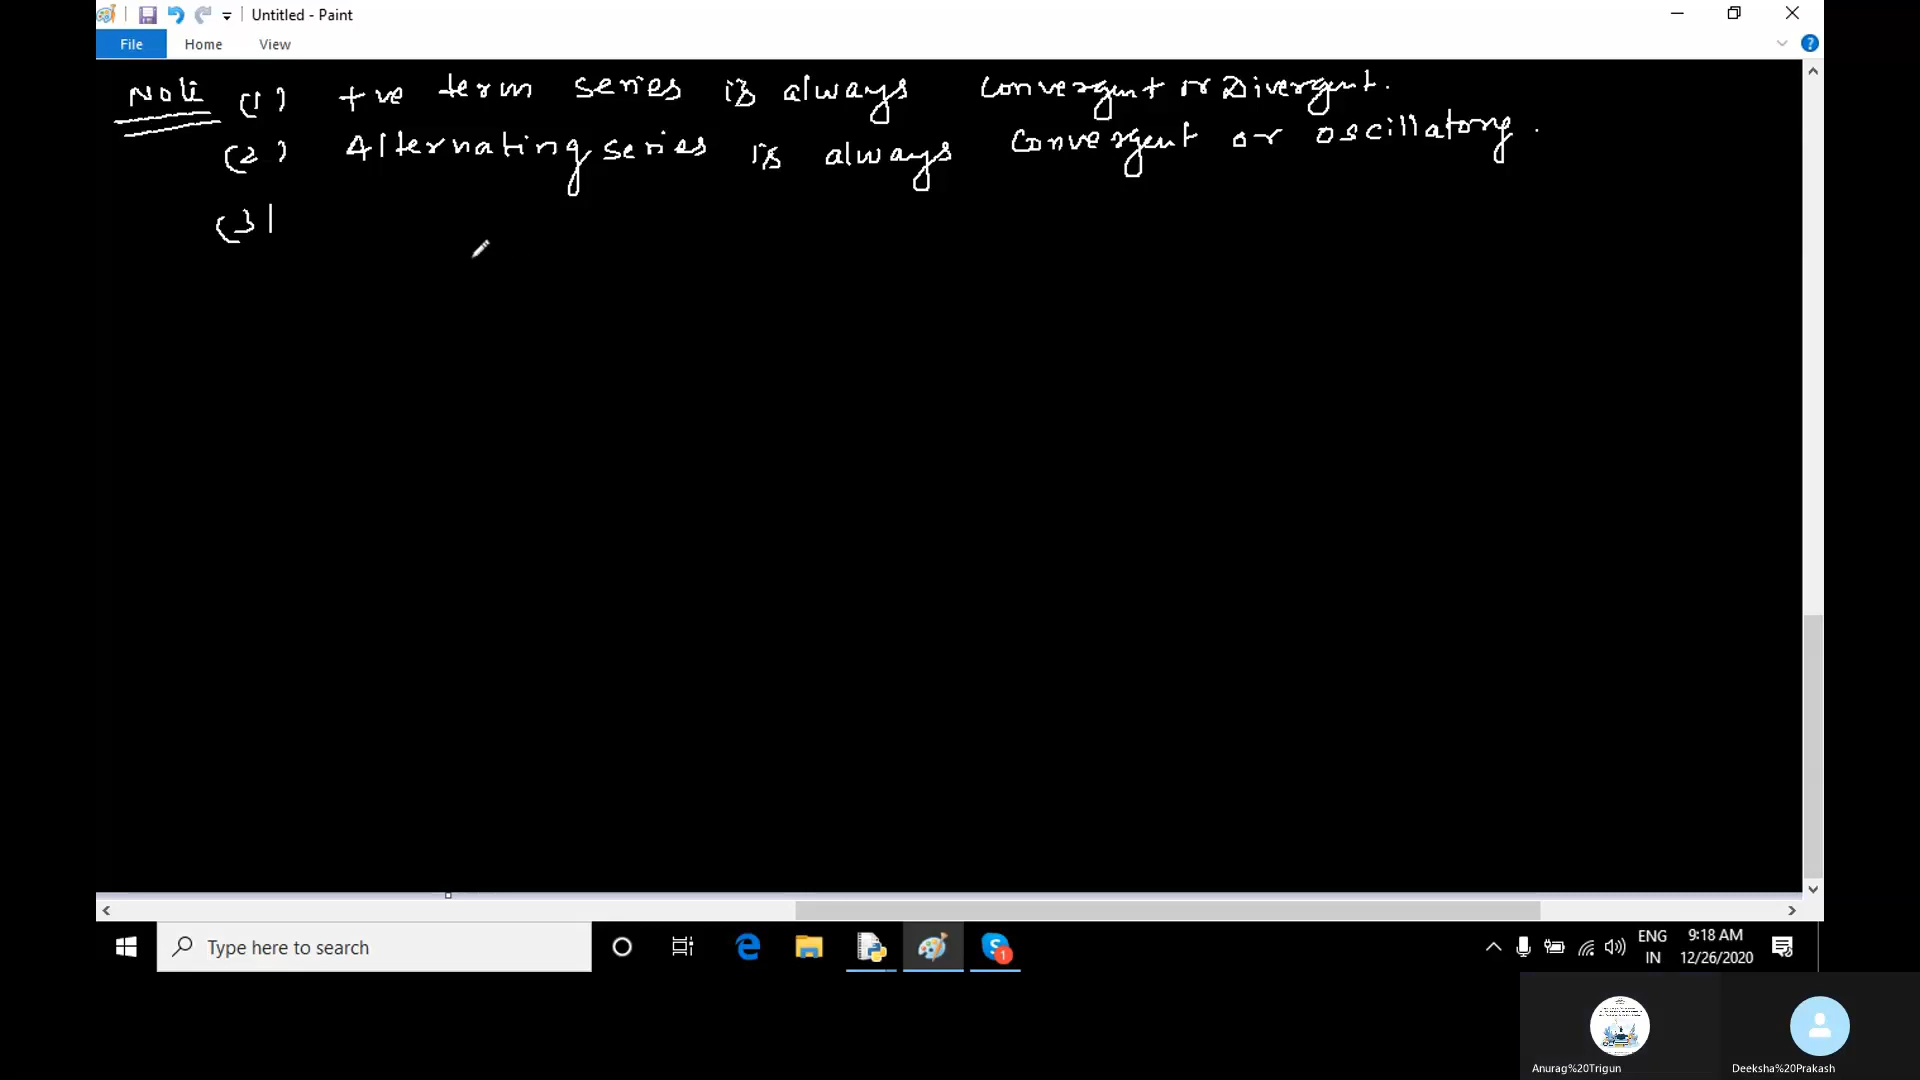 Untitled - Paint
File Home View
Note (1) +ve term series is always convergent or Divergent.
(2) Alternating series is always convergent or oscillatory.
(3)
Type here to search
1
ENG
IN
9:18 AM
12/26/2020
Anurag%20Trigun
Deeksha%20Prakash